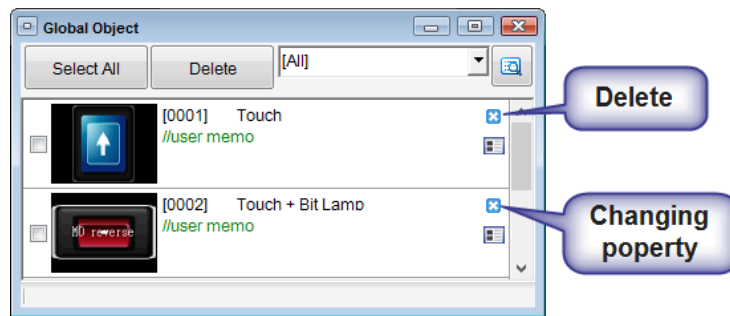 Global Object
Select All
Delete
[All]
[0001] Touch
//user memo
MD reverse
[0002] Touch + Bit Lamp
//user memo
Delete
Changing
poperty